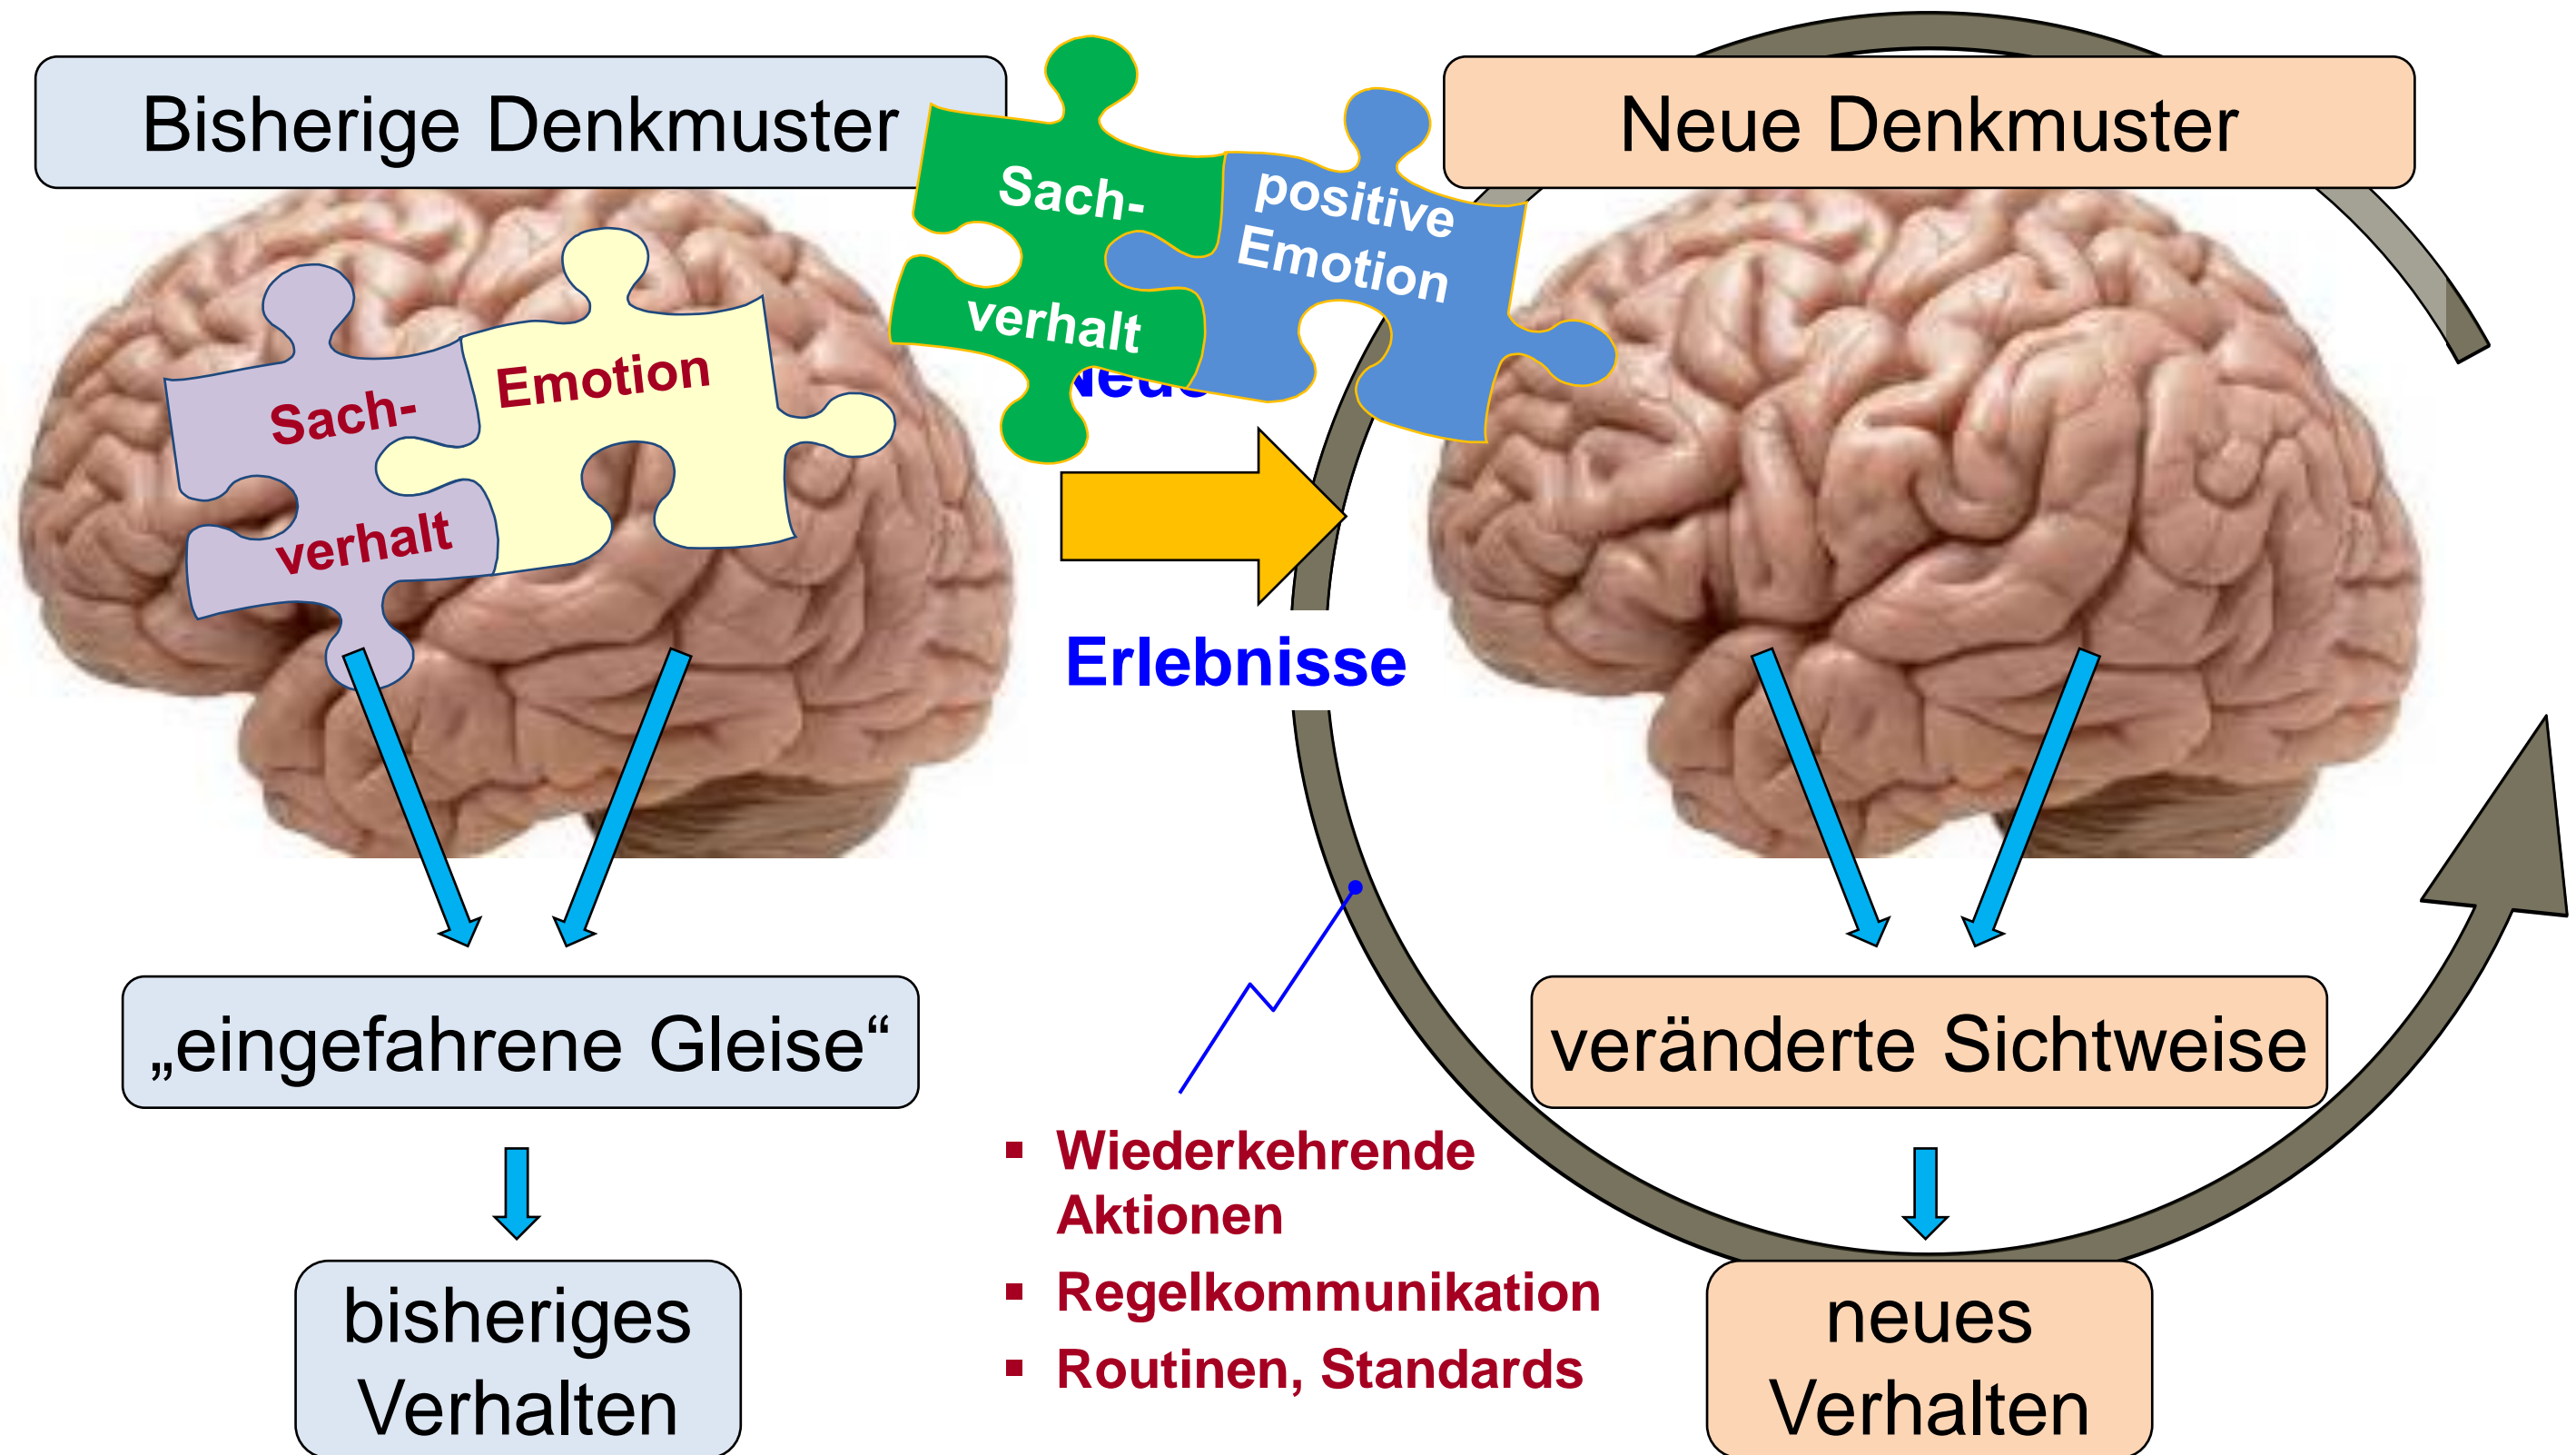 Bisherige Denkmuster
Sach-
verhalt
Emotion
„eingefahrene Gleise“
bisheriges
Verhalten
Sach-
verhalt
positive
Emotion
Neue
Erlebnisse
▪ Wiederkehrende
Aktionen
▪ Regelkommunikation
▪ Routinen, Standards
Neue Denkmuster
veränderte Sichtweise
neues
Verhalten